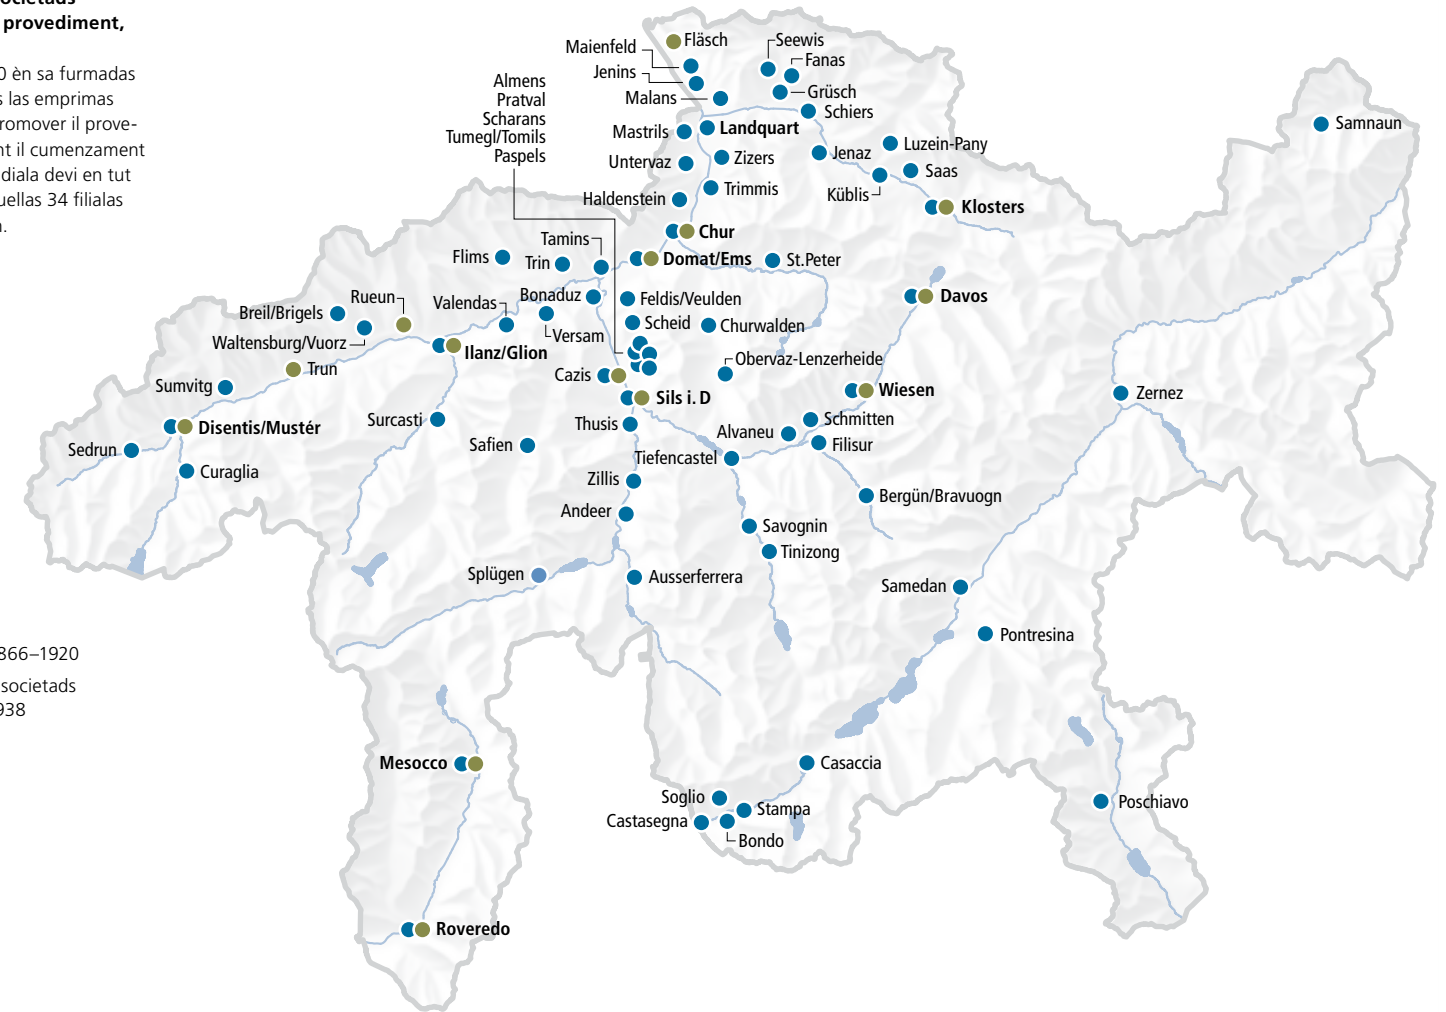 societads
provediment,
0 èn sa furmadas
s las emprimas
romover il prove-
nt il cumenzament
diala devi en tut
uellas 34 filialas
866–1920
societads
938
Fläsch
Seewis
Maienfeld
Fanas
Jenins
Grüsch
Malans
Schiers
Almens
Pratval
Scharans
Tumegl/Tomils
Paspels
Mastrils
Landquart
Samnaun
Untervaz
Zizers
Jenaz
Luzein-Pany
Saas
Haldenstein
Trimmis
Küblis
Klosters
Chur
Tamins
Flims
Trin
Domat/Ems
St.Peter
Rueun
Valendas
Bonaduz
Feldis/Veulden
Davos
Breil/Brigels
Scheid
Churwalden
Waltensburg/Vuorz
Versam
Ilanz/Glion
Obervaz-Lenzerheide
Trun
Cazis
Sumvitg
Sils i. D
Wiesen
Zernez
Disentis/Mustér
Surcasti
Thusis
Schmitten
Alvaneu
Sedrun
Safien
Filisur
Tiefencastel
Curaglia
Zillis
Bergün/Bravuogn
Andeer
Savognin
Tinizong
Splügen
Ausserferrera
Samedan
Pontresina
Mesocco
Casaccia
Soglio
Stampa
Poschiavo
Castasegna
Bondo
Roveredo